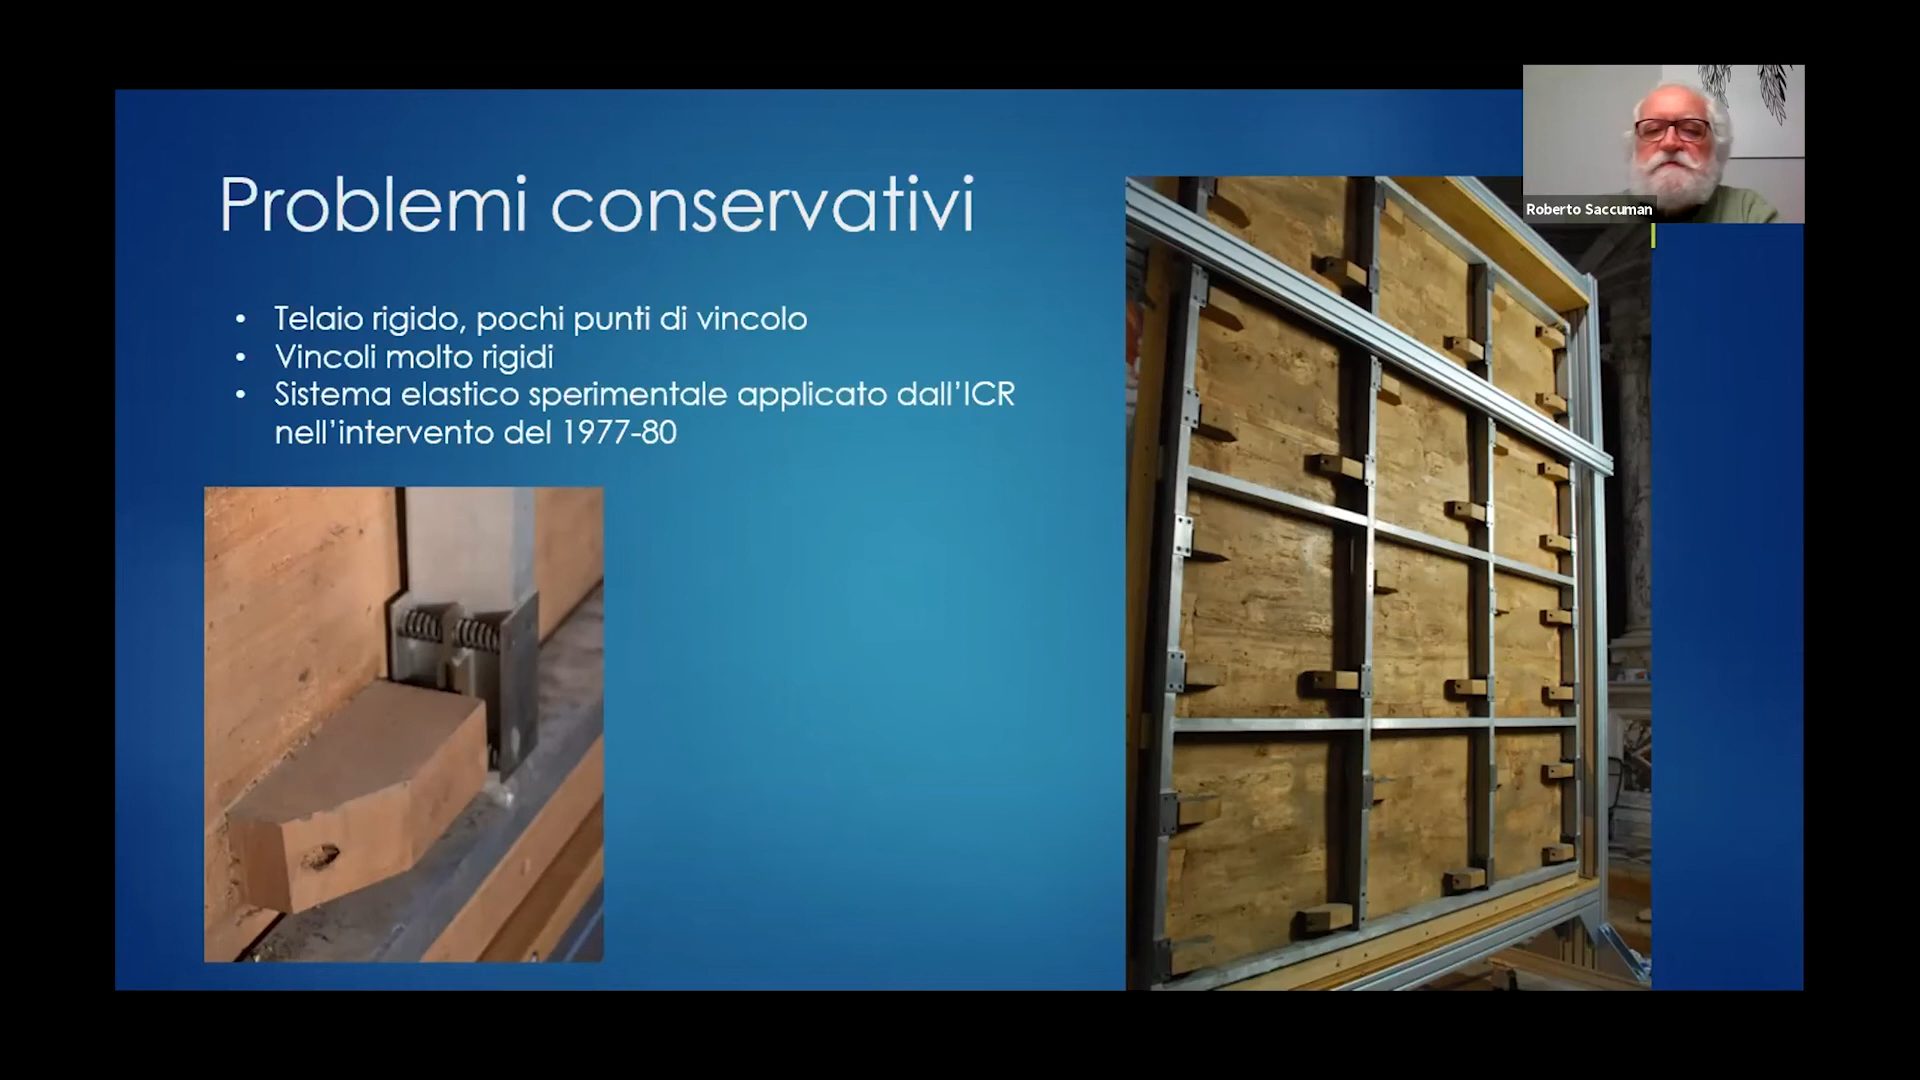 Problemi conservativi
• Telaio rigido, pochi punti di vincolo
• Vincoli molto rigidi
• Sistema elastico sperimentale applicato dall’ICR
nell’intervento del 1977-80
Roberto Saccuman